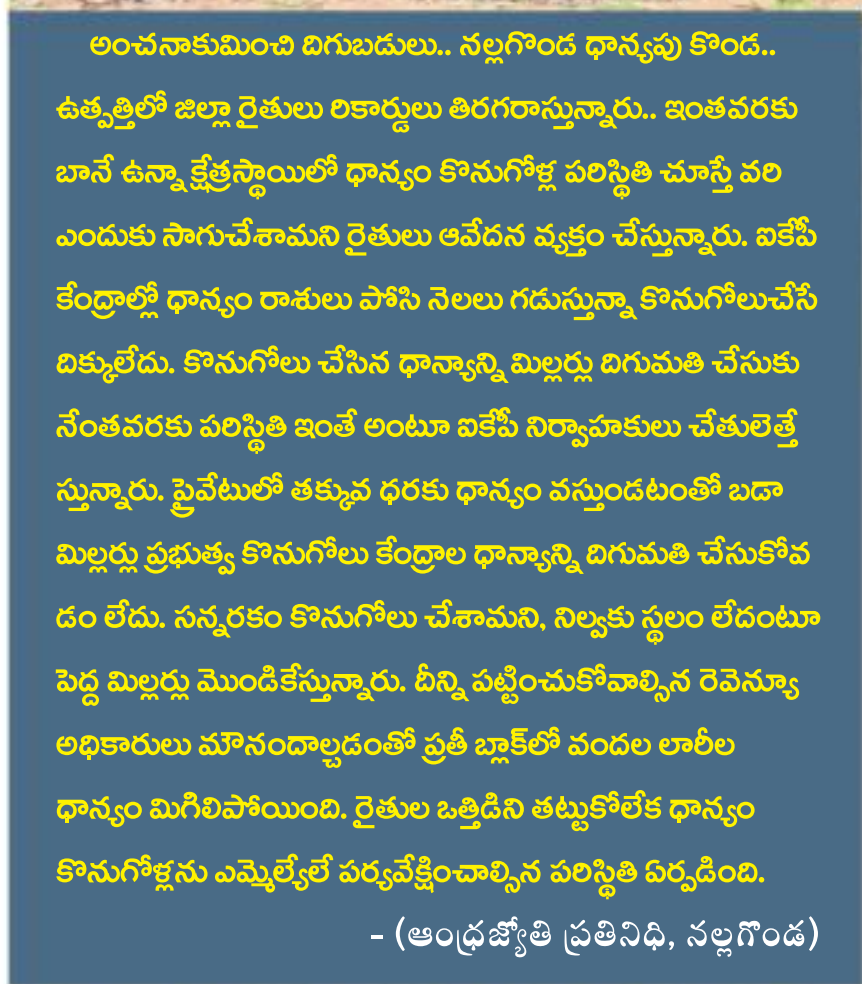 అంచనాకుమించి దిగుబడులు.. నల్లగొండ ధాన్యపు కొండ..
ఉత్పత్తిలో జిల్లా రైతులు రికార్డులు తిరగరాస్తున్నారు.. ఇంతవరకు
బానే ఉన్నా క్షేత్రస్థాయిలో ధాన్యం కొనుగోళ్ల పరిస్థితి చూస్తే వరి
ఎందుకు సాగుచేశామని రైతులు ఆవేదన వ్యక్తం చేస్తున్నారు. ఐకేపీ
కేంద్రాల్లో ధాన్యం రాశులు పోసి నెలలు గడుస్తున్నా కొనుగోలుచేసే
దిక్కులేదు. కొనుగోలు చేసిన ధాన్యాన్ని మిల్లర్లు దిగుమతి చేసుకు
నేంతవరకు పరిస్థితి ఇంతే అంటూ ఐకేపీ నిర్వాహకులు చేతులెత్తే
స్తున్నారు. ప్రైవేటులో తక్కువ ధరకు ధాన్యం వస్తుండటంతో బడా
మిల్లర్లు ప్రభుత్వ కొనుగోలు కేంద్రాల ధాన్యాన్ని దిగుమతి చేసుకోవ
డం లేదు. సన్నరకం కొనుగోలు చేశామని, నిల్వకు స్థలం లేదంటూ
పెద్ద మిల్లర్లు మొండికేస్తున్నారు. దీన్ని పట్టించుకోవాల్సిన రెవెన్యూ
అధికారులు మౌనందాల్చడంతో ప్రతీ బ్లాక్‌లో వందల లారీల
ధాన్యం మిగిలిపోయింది. రైతుల ఒత్తిడిని తట్టుకోలేక ధాన్యం
కొనుగోళ్లను ఎమ్మెల్యేలే పర్యవేక్షించాల్సిన పరిస్థితి ఏర్పడింది.
- (ఆంధ్రజ్యోతి ప్రతినిధి, నల్లగొండ)